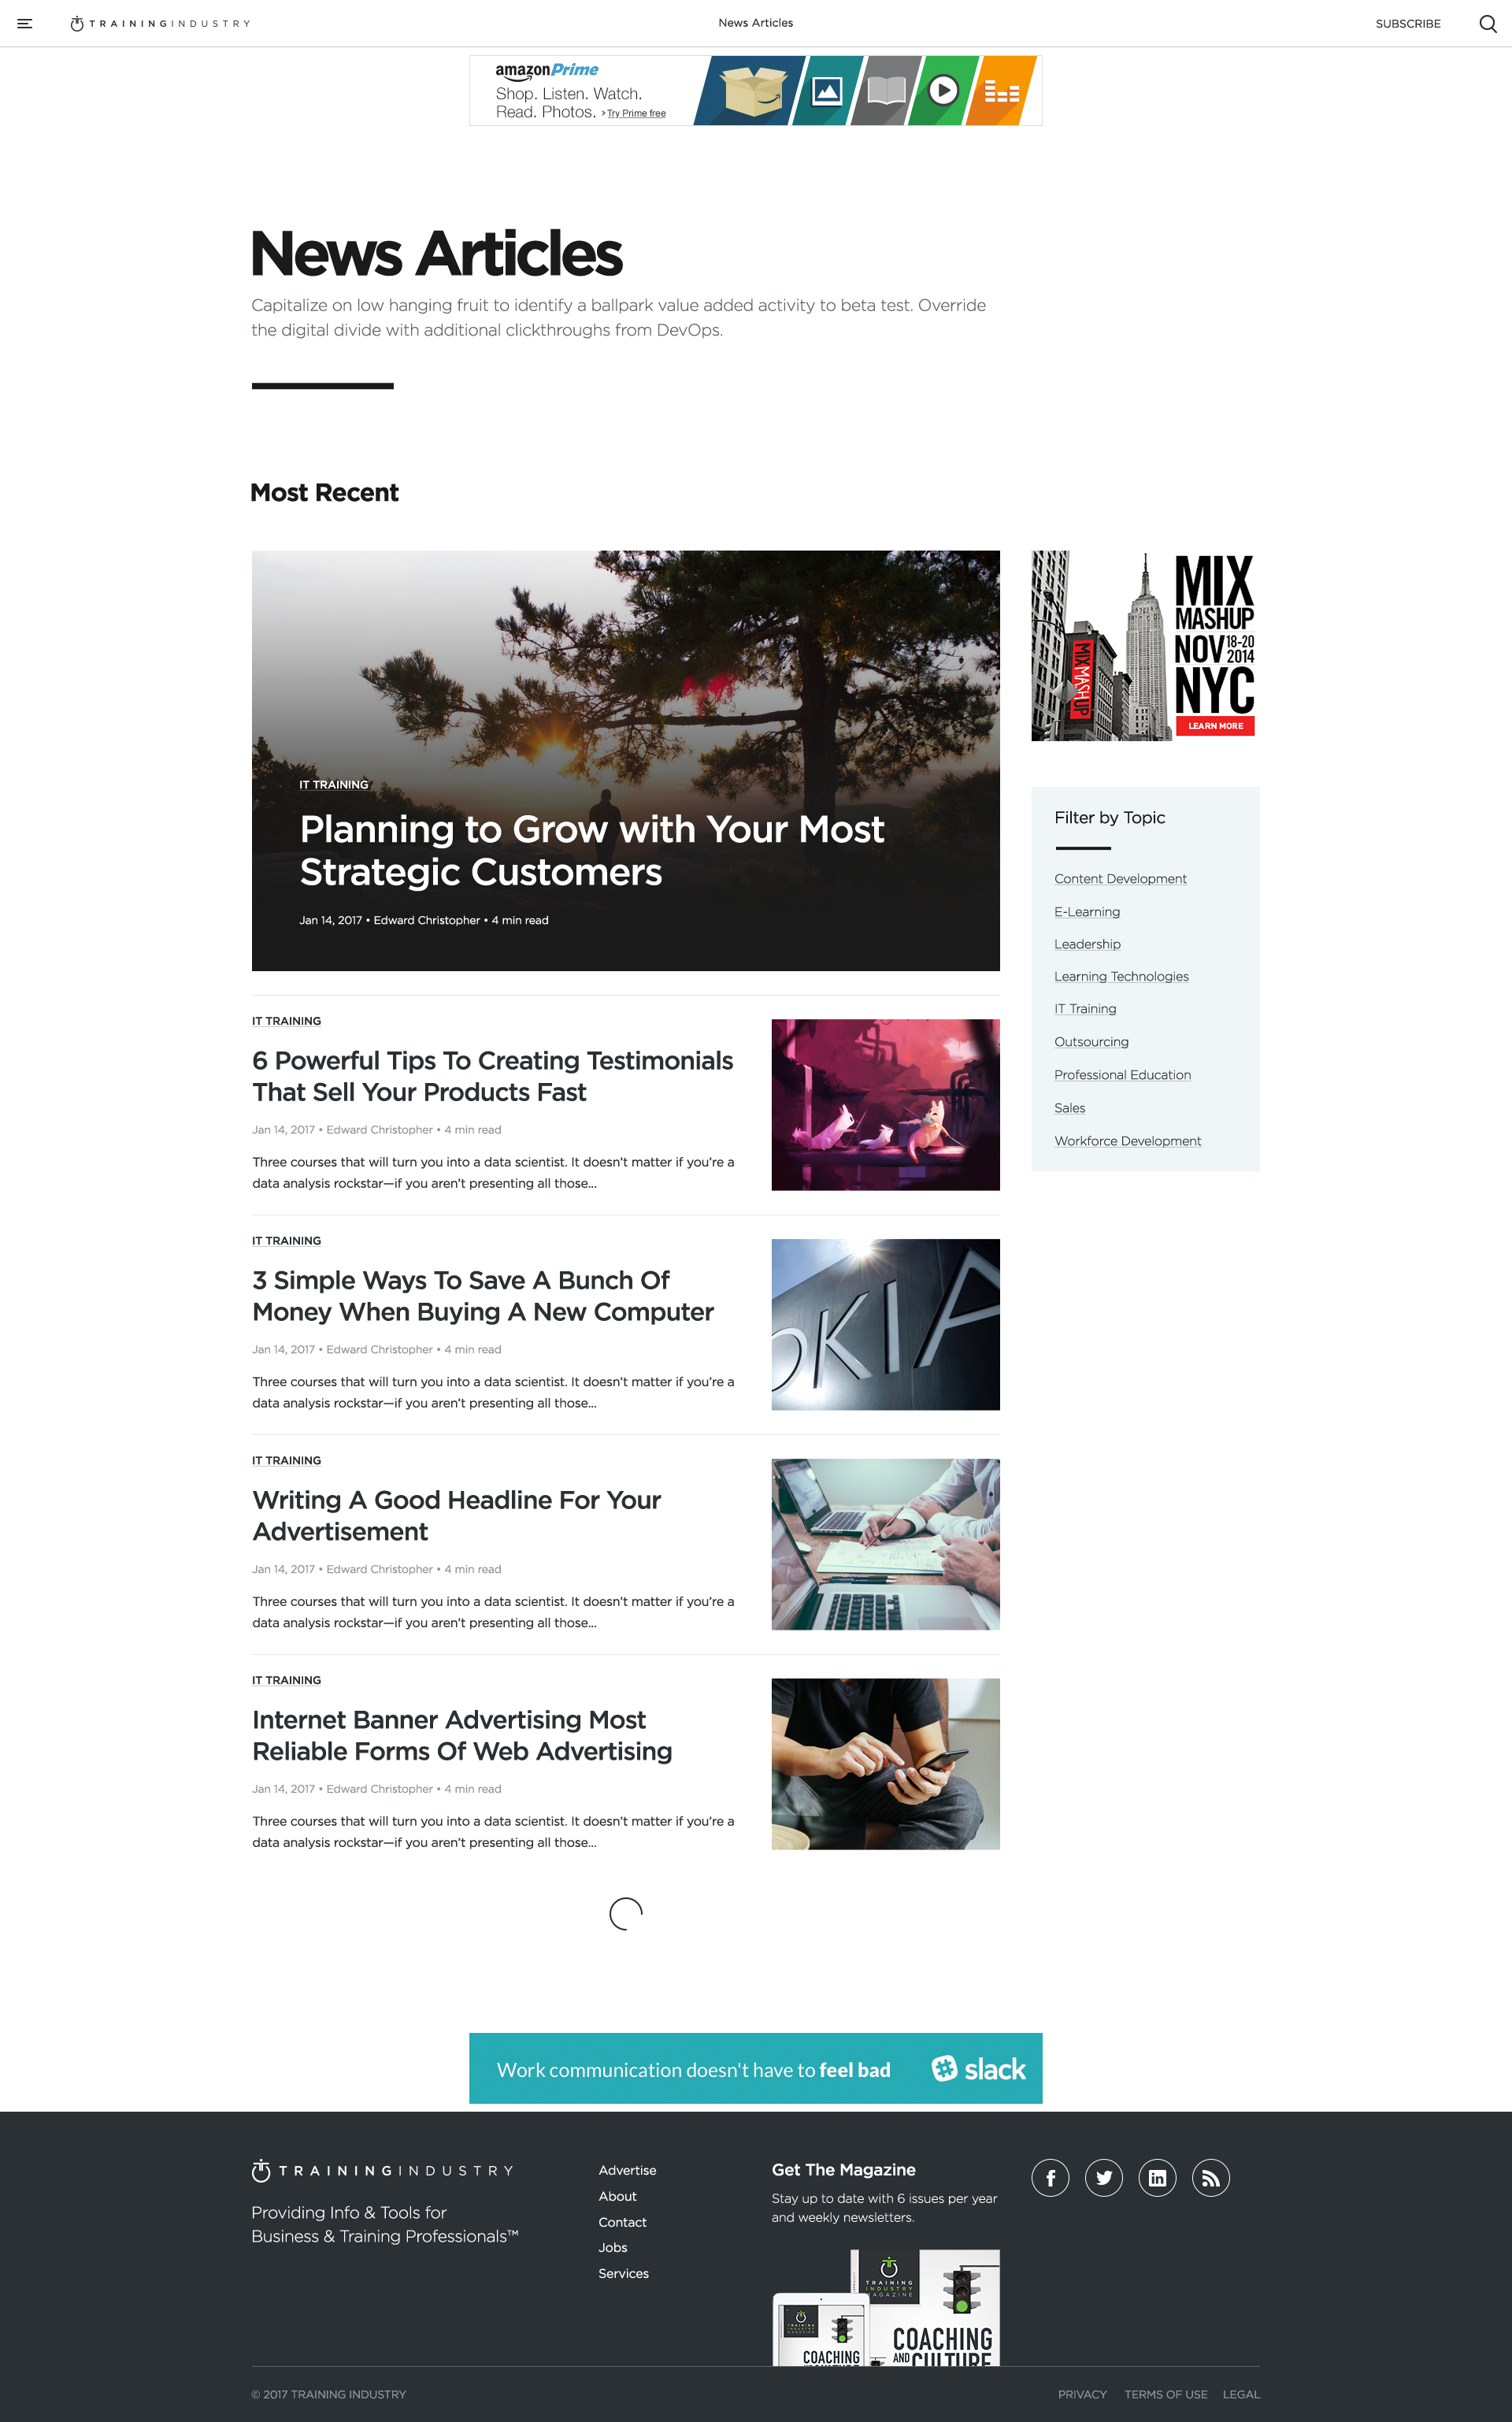 TRAININGINDUSTRY
News Articles
SUBSCRIBE
amazonPrime
Shop. Listen. Watch.
Read. Photos. › Try Prime free
News Articles
Capitalize on low hanging fruit to identify a ballpark value added activity to beta test. Override
the digital divide with additional clickthroughs from DevOps.
Most Recent
IT TRAINING
Planning to Grow with Your Most
Strategic Customers
Jan 14, 2017 • Edward Christopher • 4 min read
MIX
MASHUP
NOV 18-20
2014
NYC
LEARN MORE
MIX MASHUP
Filter by Topic
Content Development
E-Learning
Leadership
Learning Technologies
IT Training
Outsourcing
Professional Education
Sales
Workforce Development
IT TRAINING
6 Powerful Tips To Creating Testimonials
That Sell Your Products Fast
Jan 14, 2017 • Edward Christopher • 4 min read
Three courses that will turn you into a data scientist. It doesn’t matter if you’re a
data analysis rockstar—if you aren’t presenting all those...
IT TRAINING
3 Simple Ways To Save A Bunch Of
Money When Buying A New Computer
Jan 14, 2017 • Edward Christopher • 4 min read
Three courses that will turn you into a data scientist. It doesn’t matter if you’re a
data analysis rockstar—if you aren’t presenting all those...
OKIA
IT TRAINING
Writing A Good Headline For Your
Advertisement
Jan 14, 2017 • Edward Christopher • 4 min read
Three courses that will turn you into a data scientist. It doesn’t matter if you’re a
data analysis rockstar—if you aren’t presenting all those...
IT TRAINING
Internet Banner Advertising Most
Reliable Forms Of Web Advertising
Jan 14, 2017 • Edward Christopher • 4 min read
Three courses that will turn you into a data scientist. It doesn’t matter if you’re a
data analysis rockstar—if you aren’t presenting all those...
Work communication doesn't have to feel bad
slack
TRAININGINDUSTRY
Providing Info & Tools for
Business & Training Professionals™
Advertise
About
Contact
Jobs
Services
Get The Magazine
Stay up to date with 6 issues per year
and weekly newsletters.
TRAINING
INDUSTRY
MAGAZINE
COACHING
AND CULTURE
TRAINING
INDUSTRY
MAGAZINE
COACHING
© 2017 TRAINING INDUSTRY
PRIVACY
TERMS OF USE
LEGAL